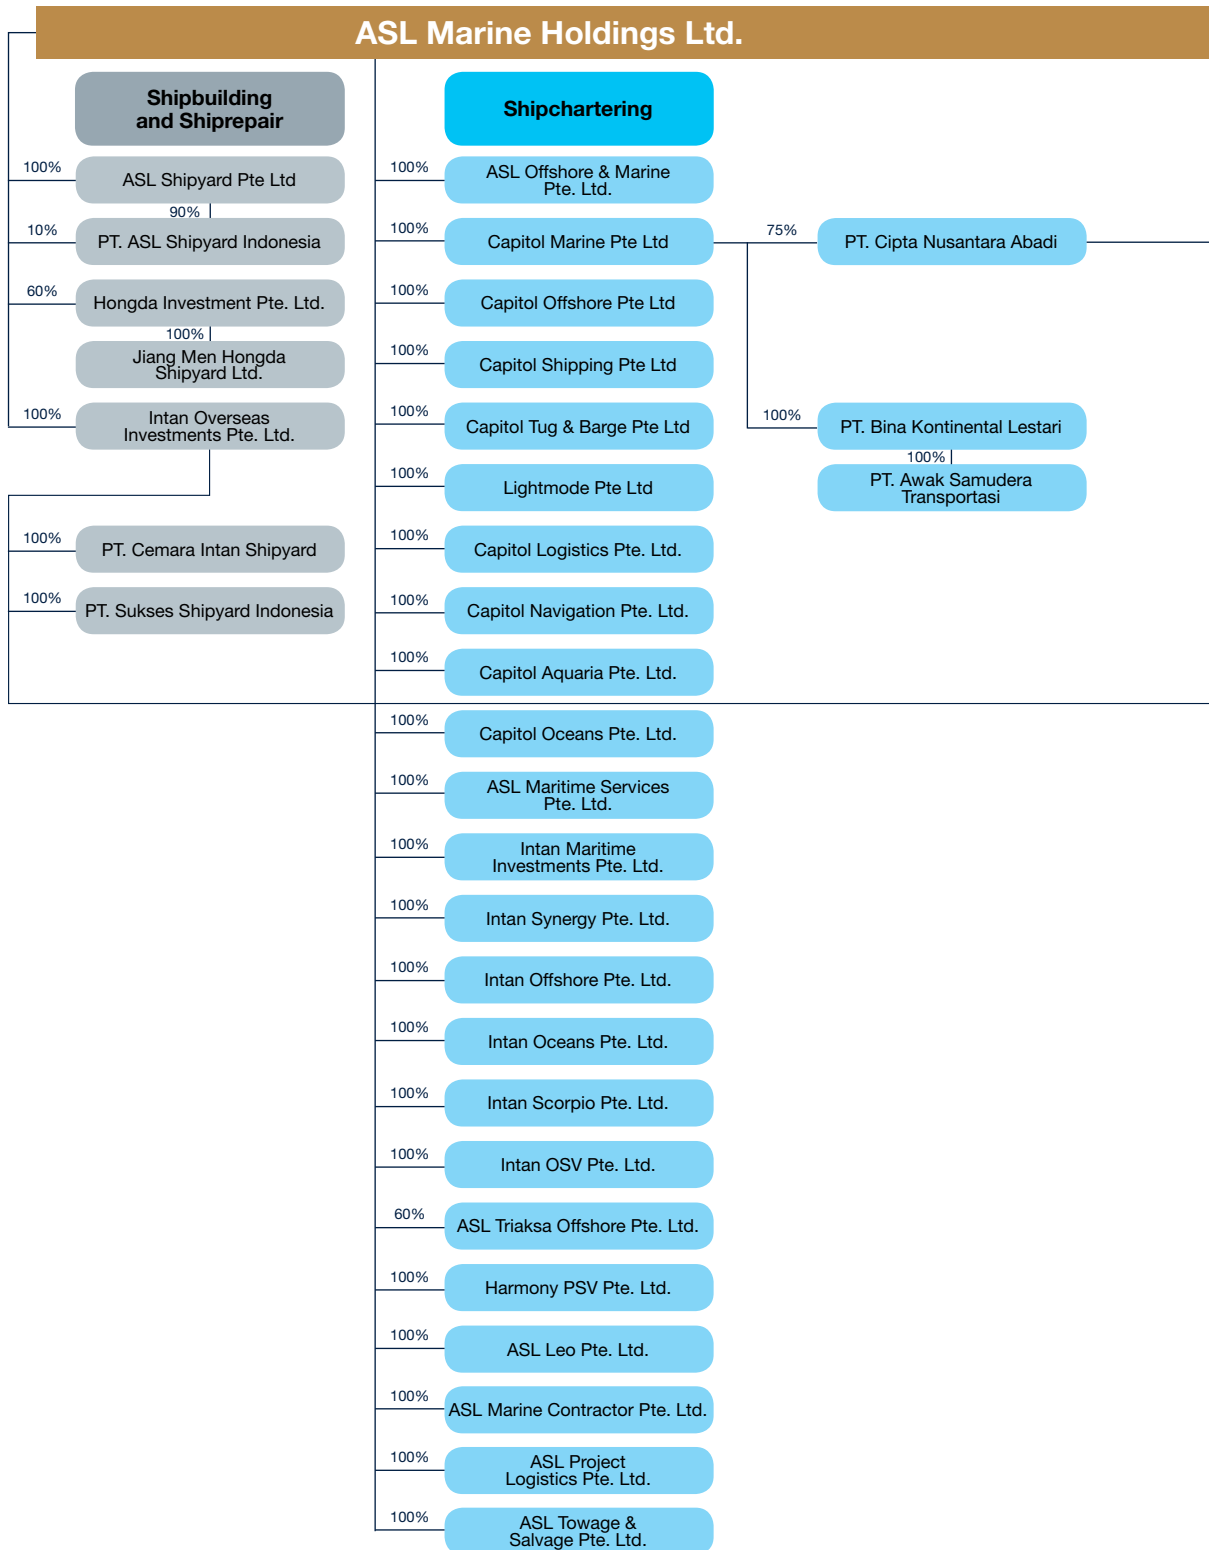 ASL Marine Holdings Ltd.
Shipbuilding
and Shiprepair
100%
ASL Shipyard Pte Ltd
90%
10%
PT. ASL Shipyard Indonesia
60%
Hongda Investment Pte. Ltd.
100%
Jiang Men Hongda
Shipyard Ltd.
100%
Intan Overseas
Investments Pte. Ltd.
100%
PT. Cemara Intan Shipyard
100%
PT. Sukses Shipyard Indonesia
Shipchartering
100%
ASL Offshore & Marine
Pte. Ltd.
100%
Capitol Marine Pte Ltd
75%
PT. Cipta Nusantara Abadi
100%
PT. Bina Kontinental Lestari
100%
PT. Awak Samudera
Transportasi
100%
Capitol Offshore Pte Ltd
100%
Capitol Shipping Pte Ltd
100%
Capitol Tug & Barge Pte Ltd
100%
Lightmode Pte Ltd
100%
Capitol Logistics Pte. Ltd.
100%
Capitol Navigation Pte. Ltd.
100%
Capitol Aquaria Pte. Ltd.
100%
Capitol Oceans Pte. Ltd.
100%
ASL Maritime Services
Pte. Ltd.
100%
Intan Maritime
Investments Pte. Ltd.
100%
Intan Synergy Pte. Ltd.
100%
Intan Offshore Pte. Ltd.
100%
Intan Oceans Pte. Ltd.
100%
Intan Scorpio Pte. Ltd.
100%
Intan OSV Pte. Ltd.
60%
ASL Triaksa Offshore Pte. Ltd.
100%
Harmony PSV Pte. Ltd.
100%
ASL Leo Pte. Ltd.
100%
ASL Marine Contractor Pte. Ltd.
100%
ASL Project
Logistics Pte. Ltd.
100%
ASL Towage &
Salvage Pte. Ltd.